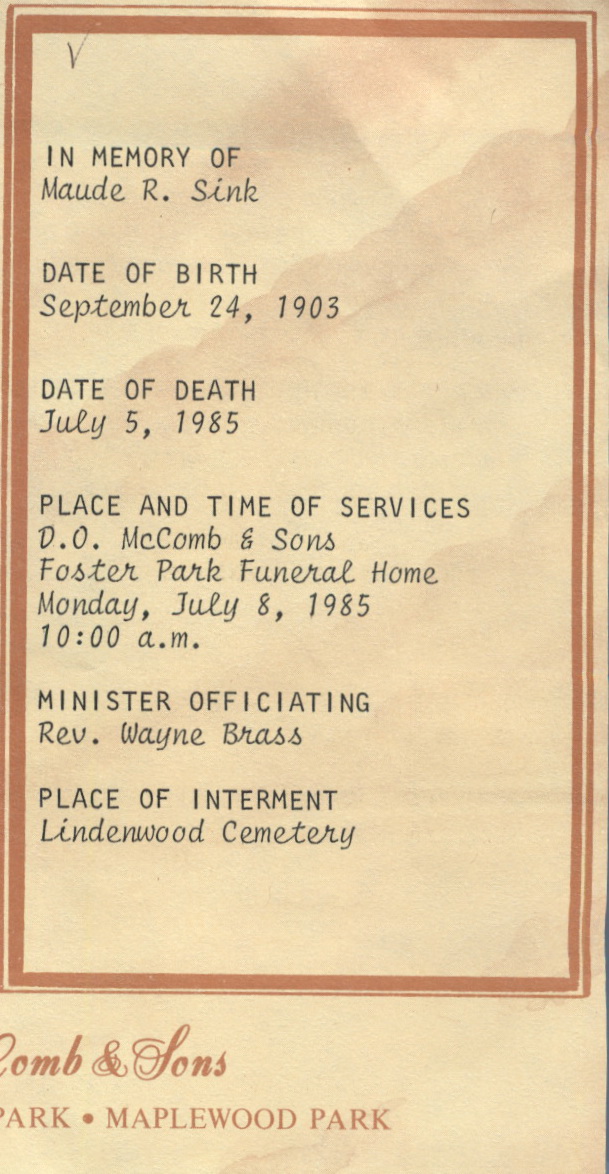 IN MEMORY OF
Maude R. Sink
DATE OF BIRTH
September 24, 1903
DATE OF DEATH
July 5, 1985
PLACE AND TIME OF SERVICES
D.O. McComb & Sons
Foster Park Funeral Home
Monday, July 8, 1985
10:00 a.m.
MINISTER OFFICIATING
Rev. Wayne Brass
PLACE OF INTERMENT
Lindenwood Cemetery
Comb & Sons
PARK • MAPLEWOOD PARK